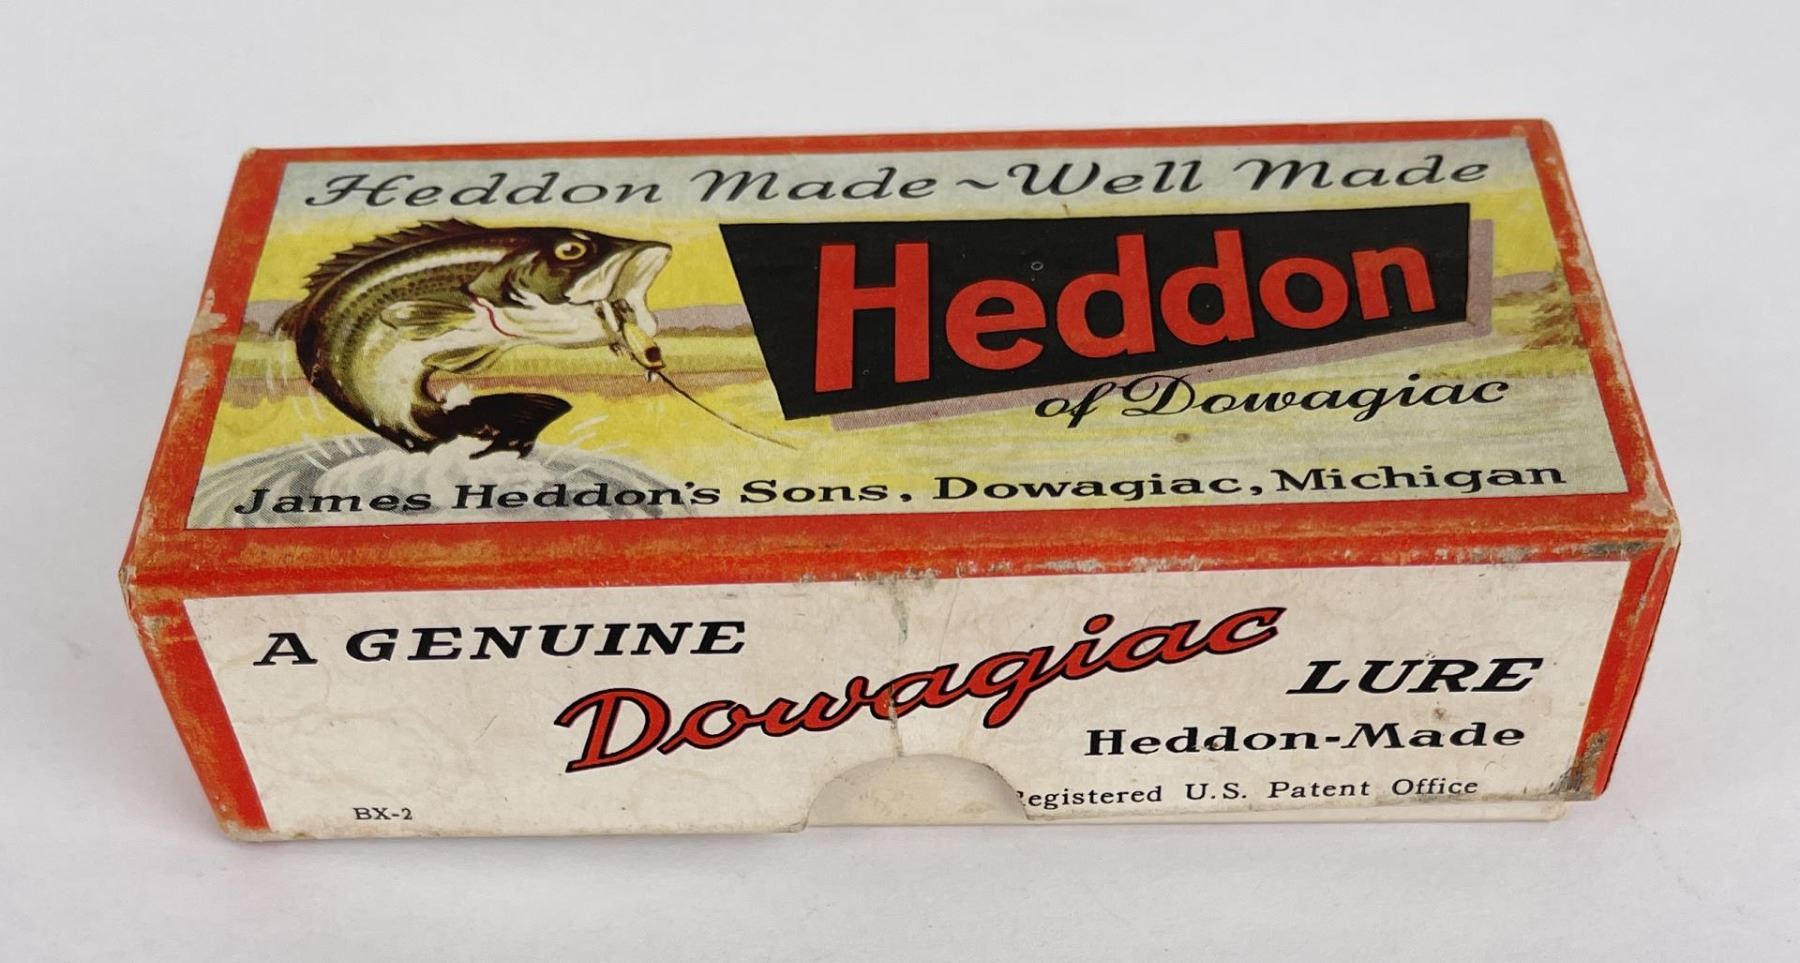 Heddon Made~Well Made
Heddon
of Dowagiac
James Heddon's Sons, Dowagiac, Michigan
A GENUINE
Dowagiac
LURE
Heddon-Made
Registered U.S. Patent Office
BX-2